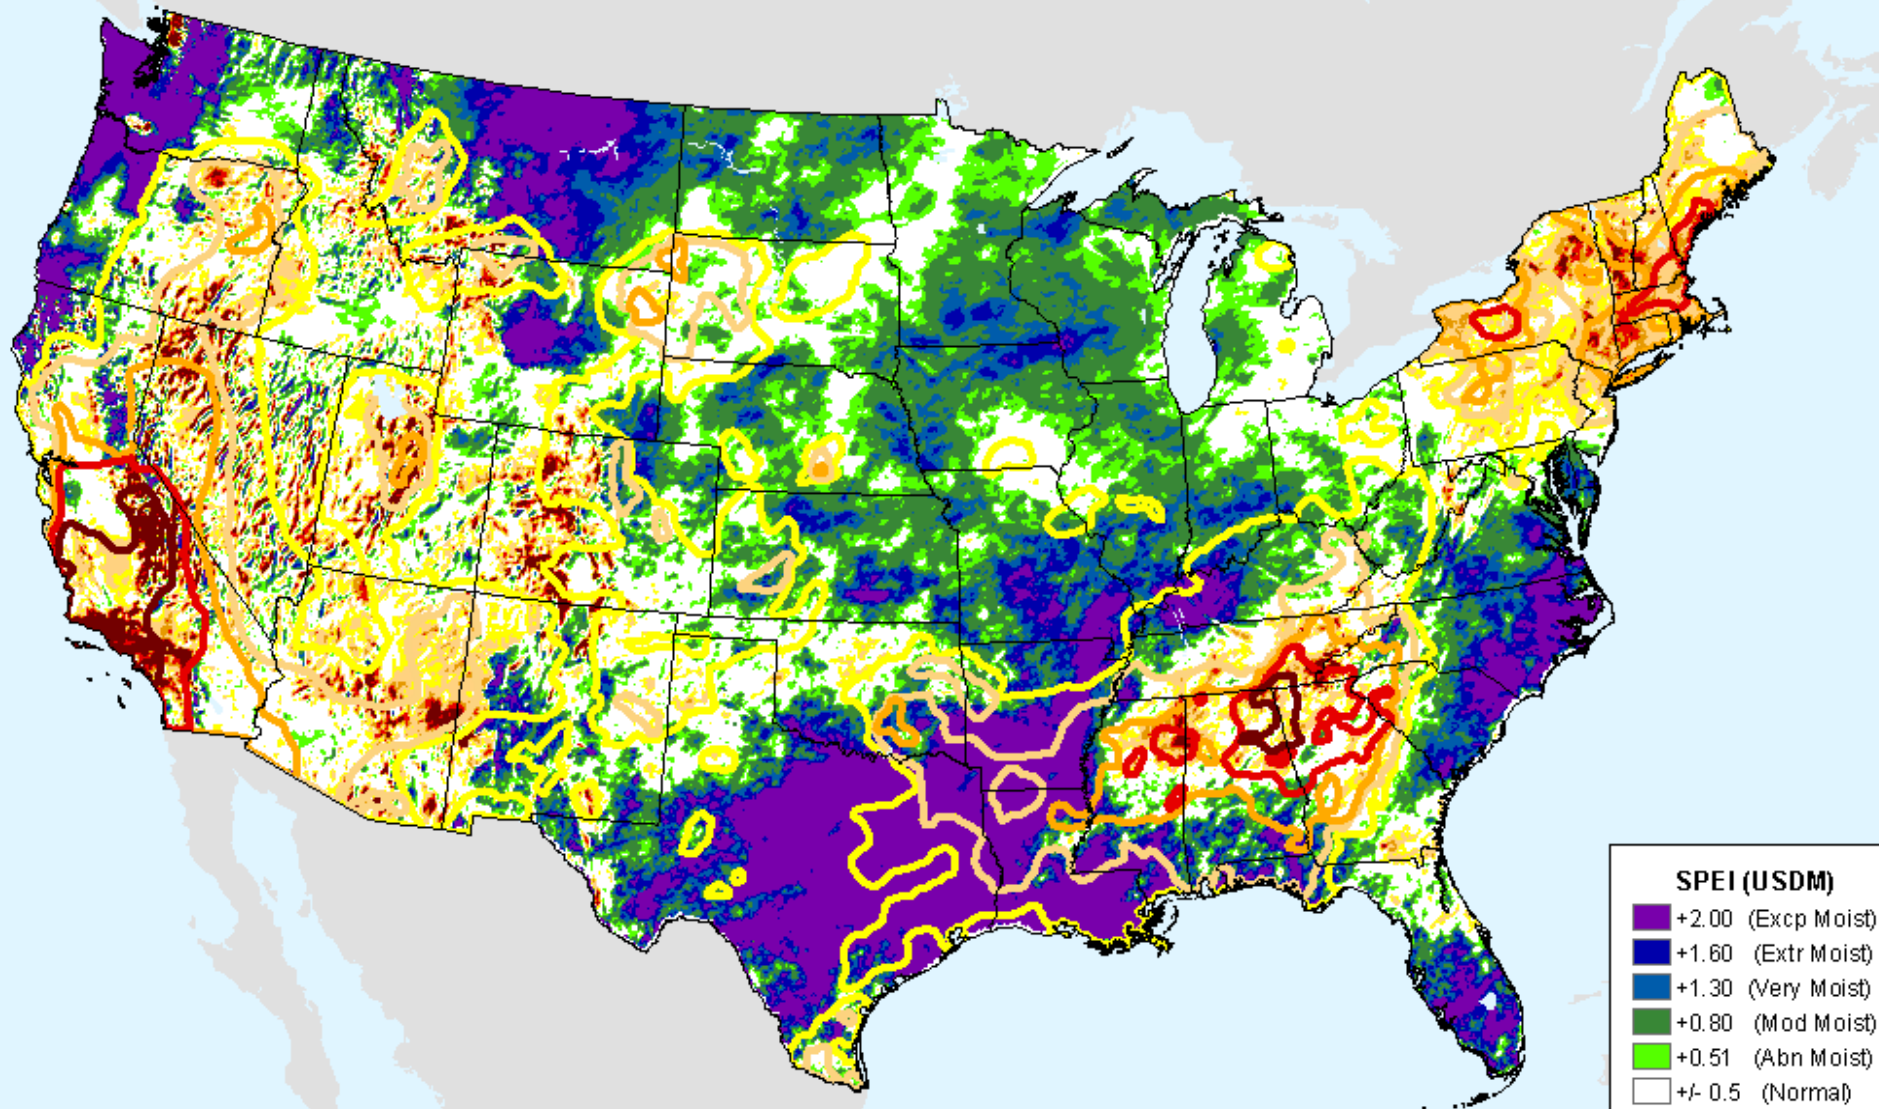 SPEI (USDM)
+2.00 (Excp Moist)
+1.60 (Extr Moist)
+1.30 (Very Moist)
+0.80 (Mod Moist)
+0.51 (Abn Moist)
+/- 0.5 (Normal)